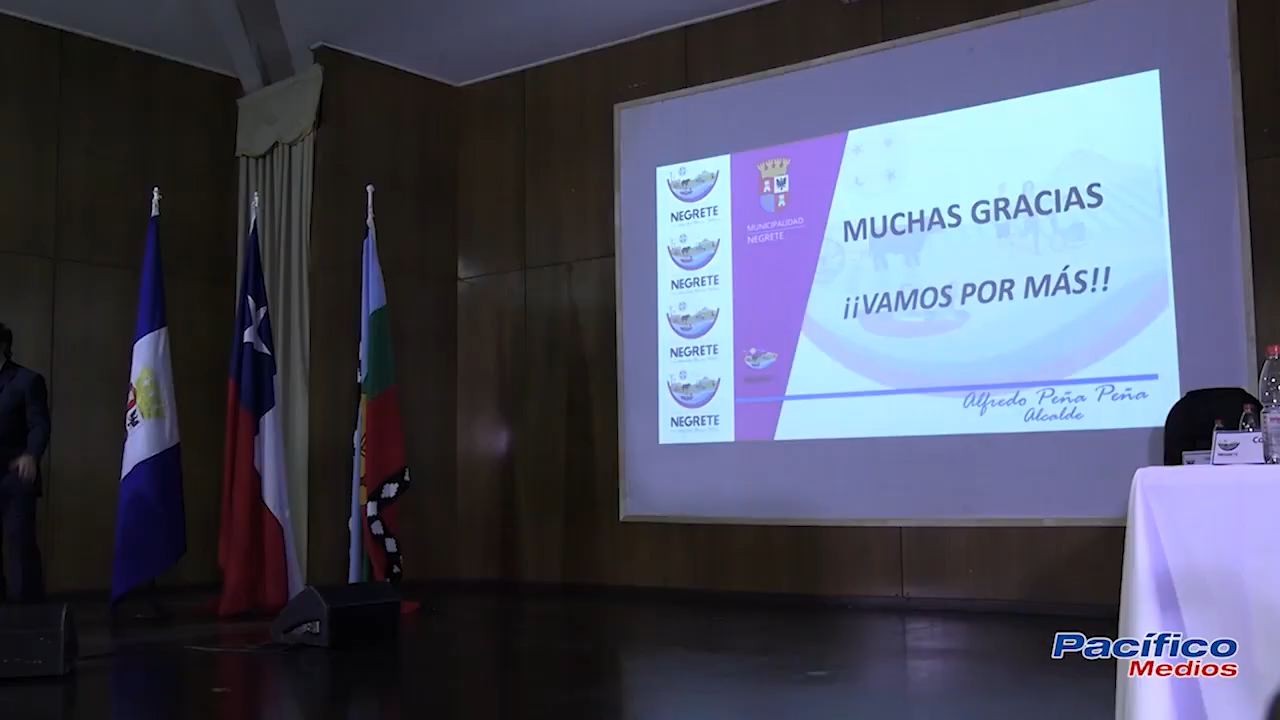 NEGRETE
NEGRETE
NEGRETE
NEGRETE
MUNICIPALIDAD
NEGRETE
MUCHAS GRACIAS
¡¡VAMOS POR MÁS!!
Alfredo Peña Peña
Alcalde
Pacífico
Medios